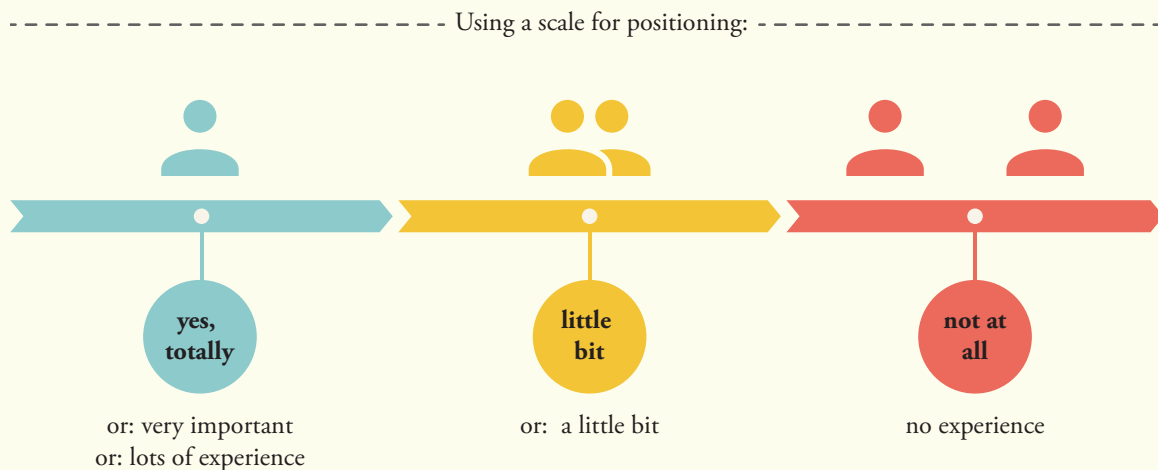 Using a scale for positioning:
yes,
totally
little
bit
not at
all
or: very important
or: lots of experience
or: a little bit
no experience